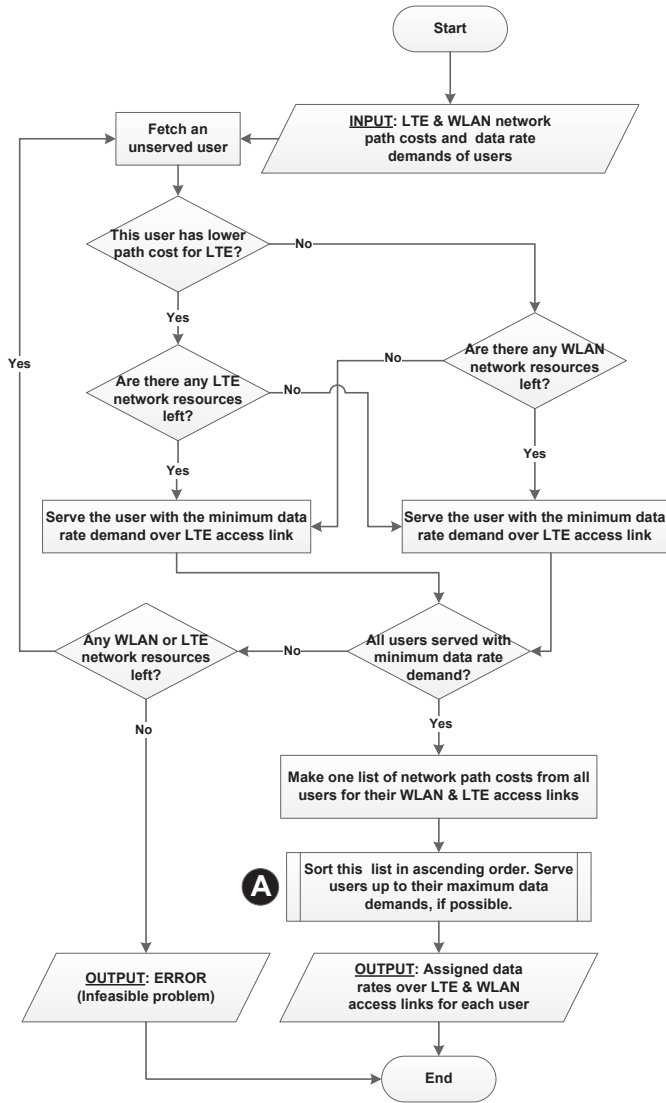 Start
INPUT: LTE & WLAN network
path costs and data rate
demands of users
Fetch an
unserved user
This user has lower
path cost for LTE?
No
Yes
Yes
Are there any LTE
network resources
left?
No
No
Are there any WLAN
network resources
left?
Yes
Yes
Serve the user with the minimum data
rate demand over LTE access link
Serve the user with the minimum data
rate demand over LTE access link
Any WLAN or LTE
network resources
left?
No
All users served with
minimum data rate
demand?
No
Yes
Make one list of network path costs from all
users for their WLAN & LTE access links
A
Sort this list in ascending order. Serve
users up to their maximum data
demands, if possible.
OUTPUT: ERROR
(Infeasible problem)
OUTPUT: Assigned data
rates over LTE & WLAN
access links for each user
End